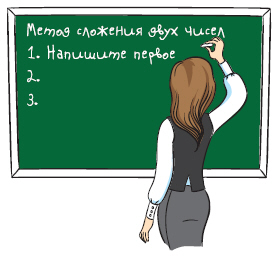 Метод сложения двух чисел
1. Напишите первое
2.
3.